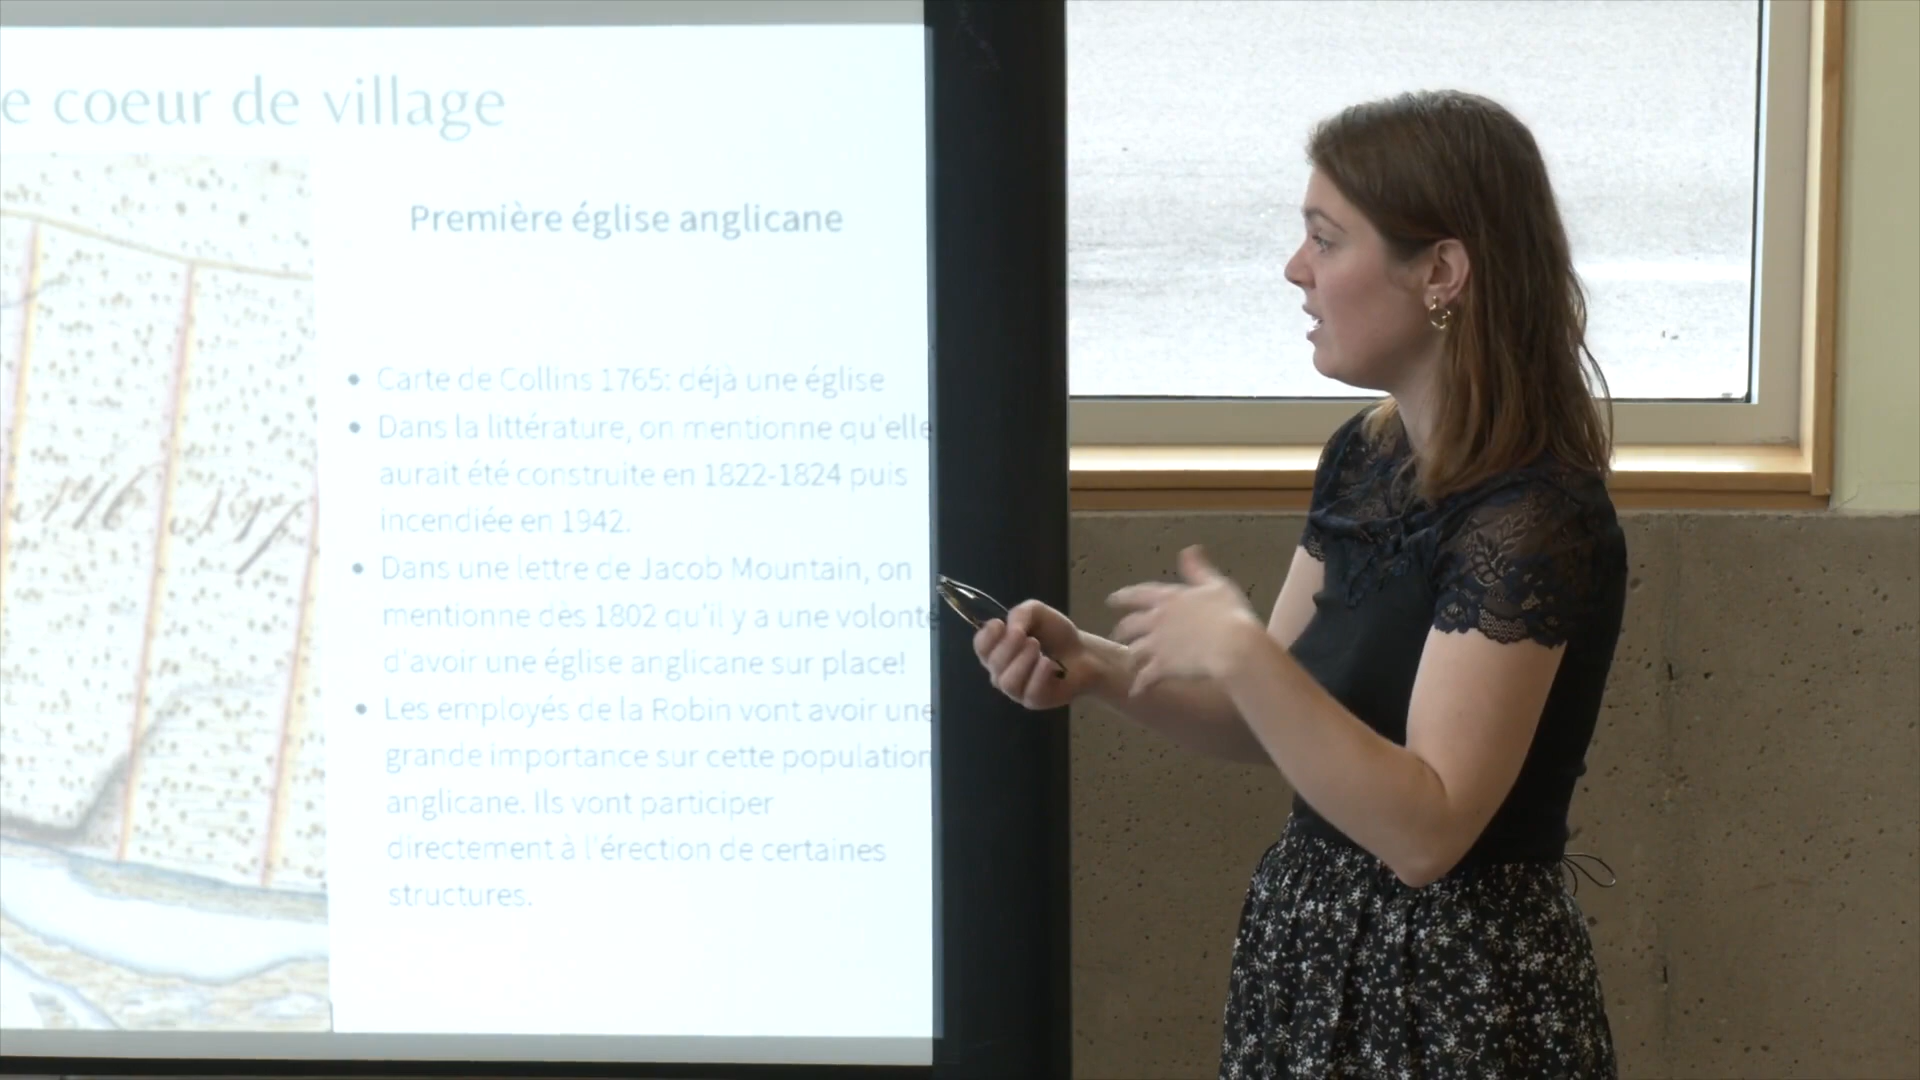 e coeur de village
Première église anglicane
• Carte de Collins 1765: déjà une église
• Dans la littérature, on mentionne qu'elle
aurait été construite en 1822-1824 puis
incendiée en 1942.
• Dans une lettre de Jacob Mountain, on
mentionne dès 1802 qu'il y a une volonté
d'avoir une église anglicane sur place!
• Les employés de la Robin vont avoir une
grande importance sur cette population
anglicane. Ils vont participer
directement à l'érection de certaines
structures.